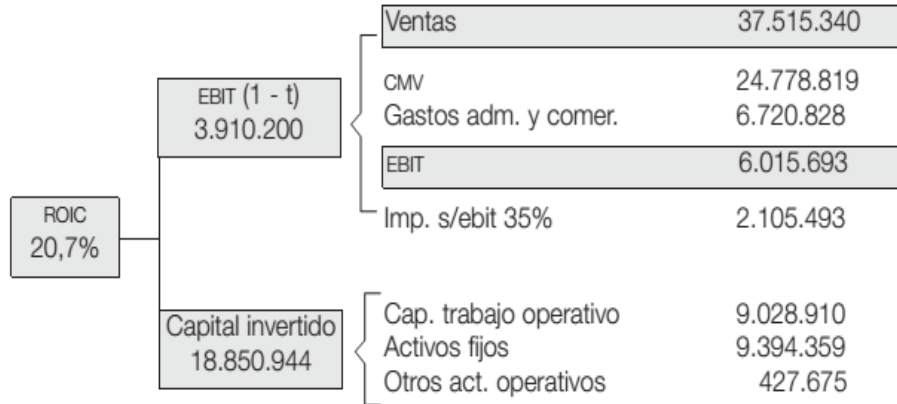 Ventas 37.515.340
CMV 24.778.819
Gastos adm. y comer. 6.720.828
EBIT 6.015.693
Imp. s/ebit 35% 2.105.493
EBIT (1 - t)
3.910.200
ROIC
20,7%
Capital invertido
18.850.944
Cap. trabajo operativo 9.028.910
Activos fijos 9.394.359
Otros act. operativos 427.675